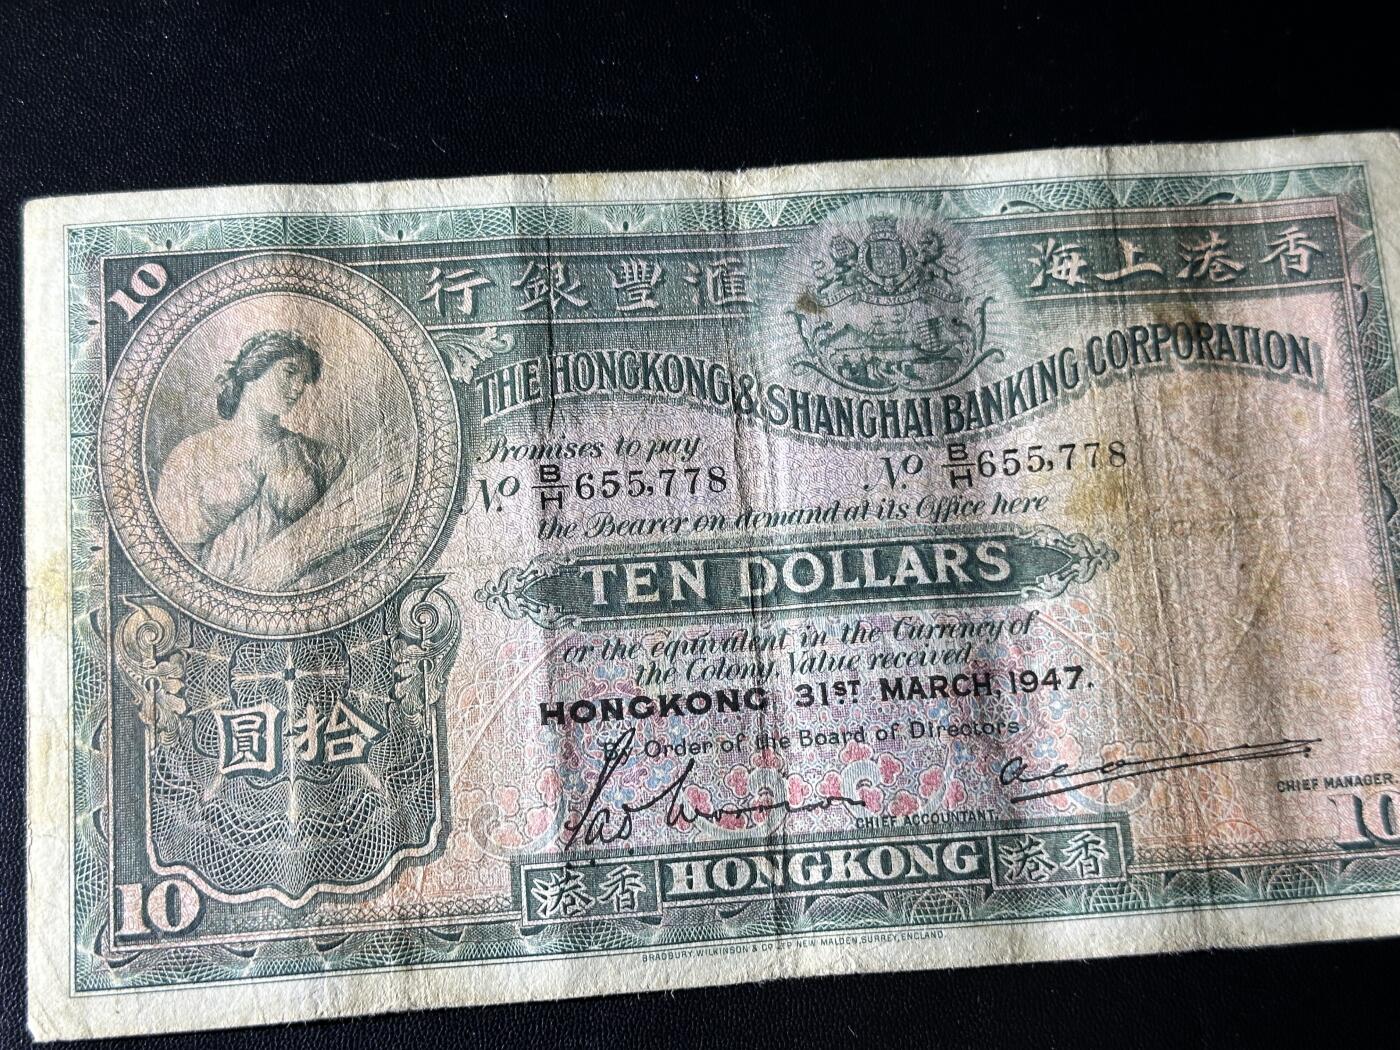 10
行銀豐滙 海上港香
THE HONGKONG & SHANGHAI BANKING CORPORATION
Promises to pay
No. B/H 655,778 No. B/H 655,778
the Bearer on demand at its Office here
TEN DOLLARS
or the equivalent in the Currency of
the Colony, Value received
HONGKONG 31ST MARCH, 1947.
By Order of the Board of Directors.
圓拾
CHIEF ACCOUNTANT.
CHIEF MANAGER
10
10
港香 HONGKONG 港香
BRADBURY, WILKINSON & CO. LTD NEW MALDEN, SURREY, ENGLAND.